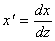 x' = dx/dz